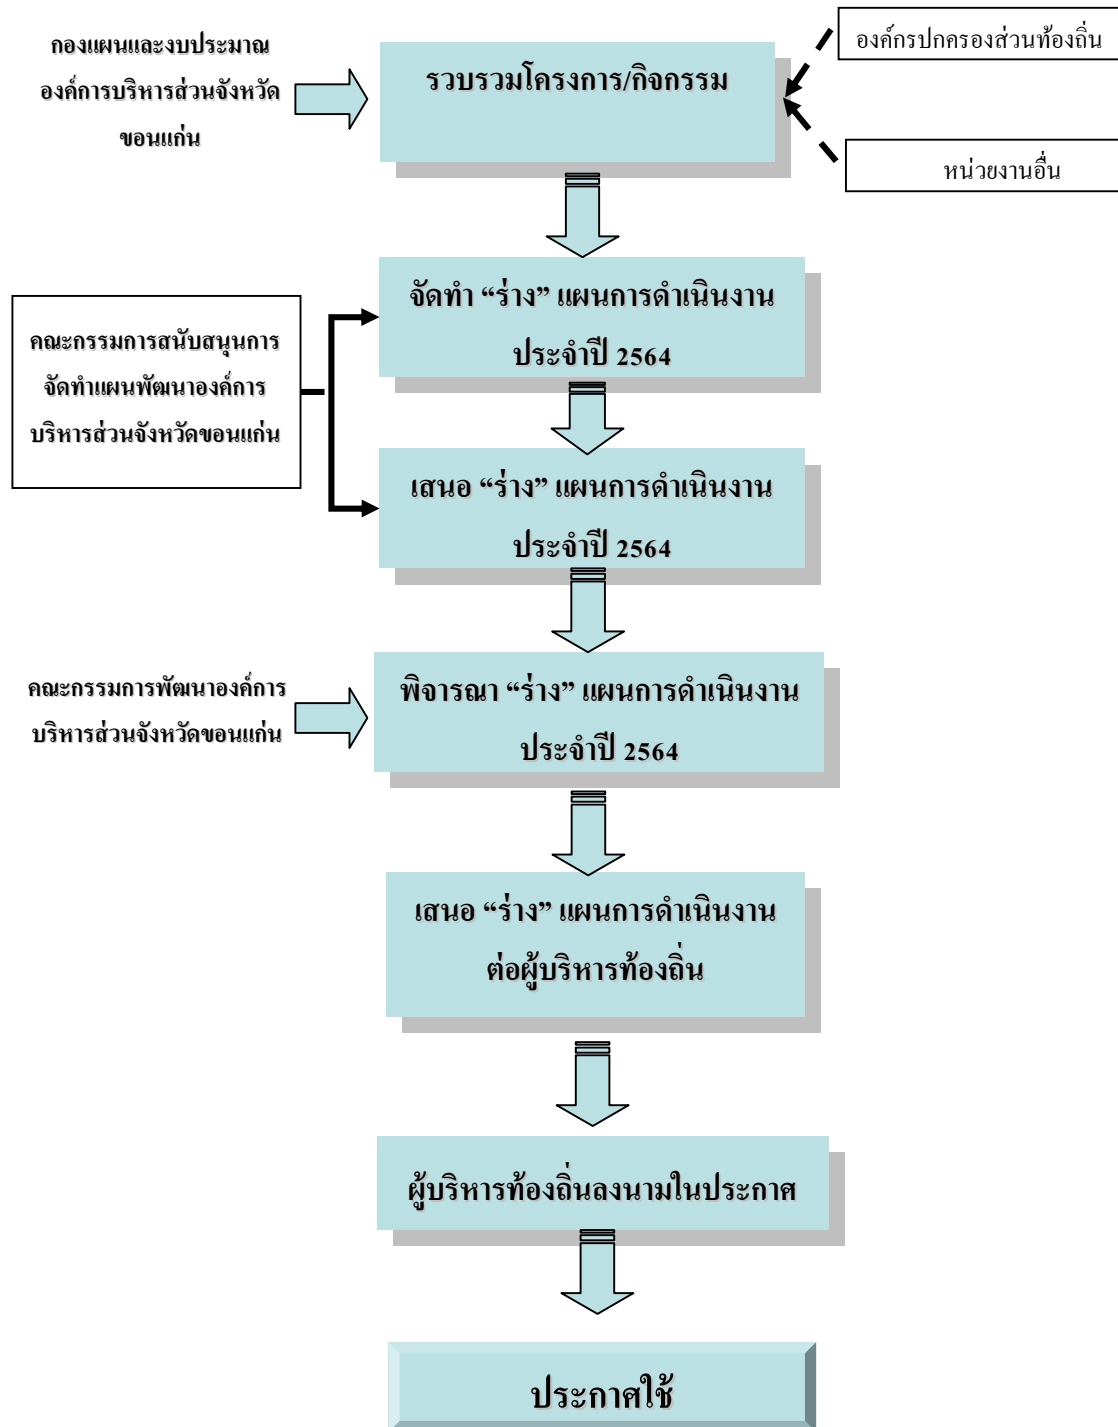 กองแผนและงบประมาณ
องค์การบริหารส่วนจังหวัด
ขอนแก่น
รวบรวมโครงการ/กิจกรรม
องค์กรปกครองส่วนท้องถิ่น
หน่วยงานอื่น
จัดทำ “ร่าง” แผนการดำเนินงาน
ประจำปี 2564
คณะกรรมการสนับสนุนการ
จัดทำแผนพัฒนาองค์การ
บริหารส่วนจังหวัดขอนแก่น
เสนอ “ร่าง” แผนการดำเนินงาน
ประจำปี 2564
คณะกรรมการพัฒนาองค์การ
บริหารส่วนจังหวัดขอนแก่น
พิจารณา “ร่าง” แผนการดำเนินงาน
ประจำปี 2564
เสนอ “ร่าง” แผนการดำเนินงาน
ต่อผู้บริหารท้องถิ่น
ผู้บริหารท้องถิ่นลงนามในประกาศ
ประกาศใช้